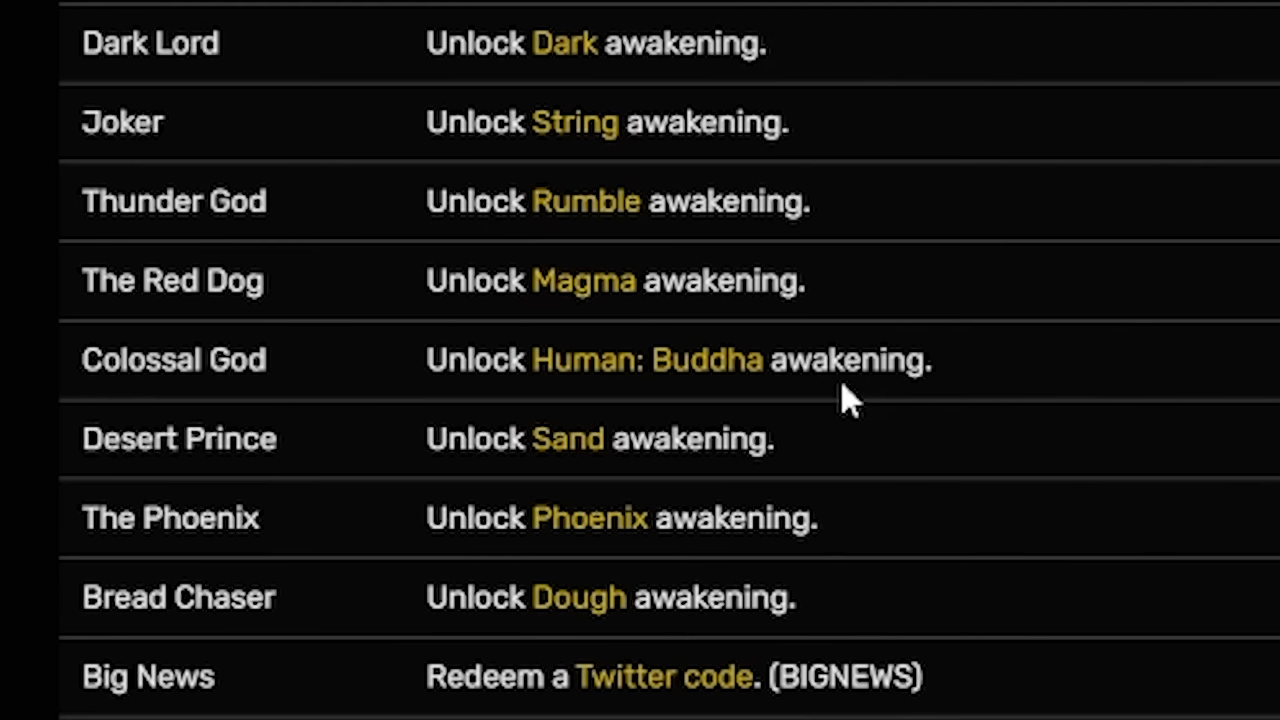 Dark Lord Unlock Dark awakening.
Joker Unlock String awakening.
Thunder God Unlock Rumble awakening.
The Red Dog Unlock Magma awakening.
Colossal God Unlock Human: Buddha awakening.
Desert Prince Unlock Sand awakening.
The Phoenix Unlock Phoenix awakening.
Bread Chaser Unlock Dough awakening.
Big News Redeem a Twitter code. (BIGNEWS)